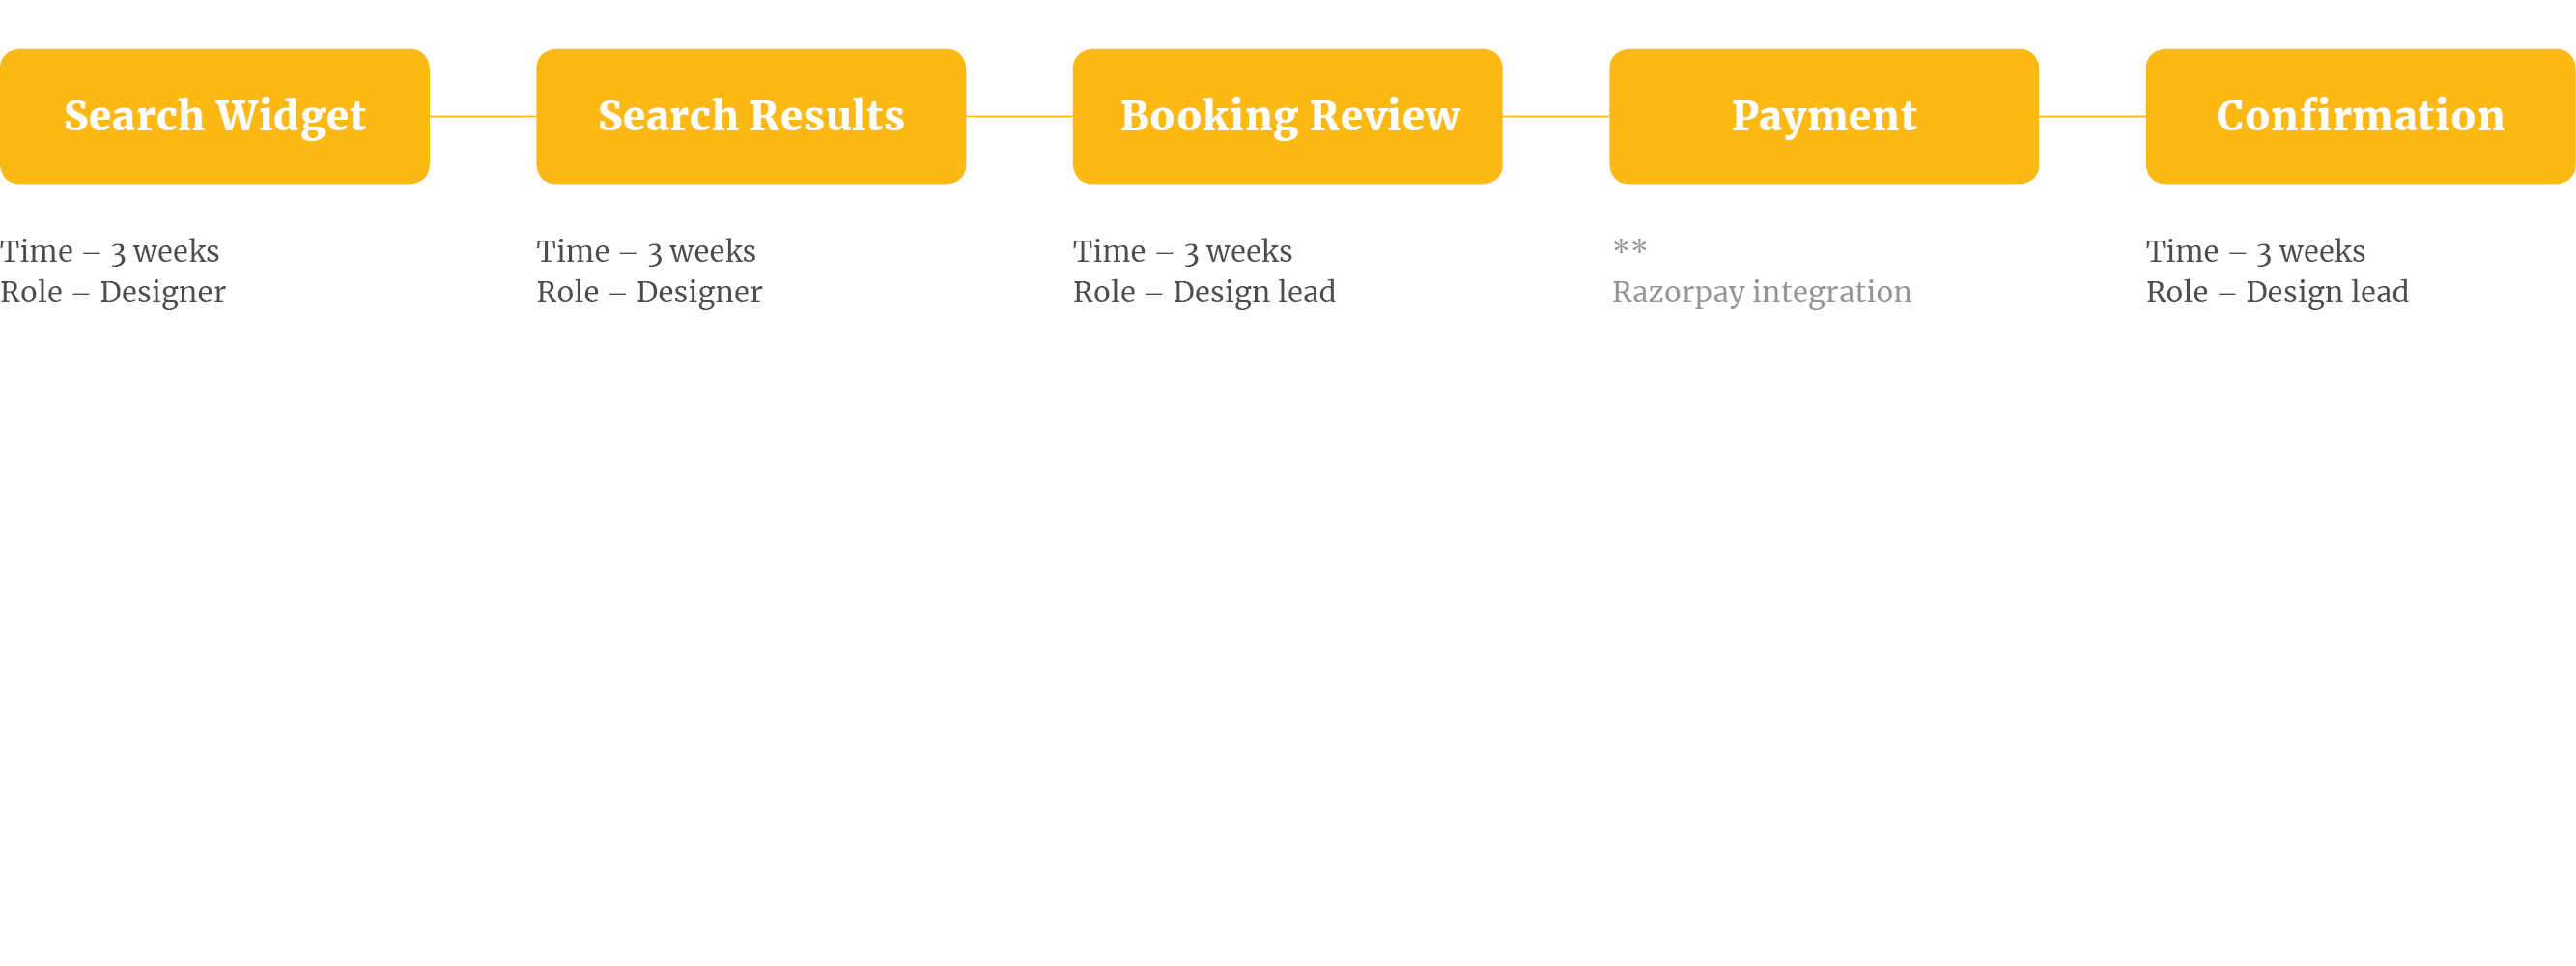 Search Widget
Search Results
Booking Review
Payment
Confirmation
Time – 3 weeks
Role – Designer
Time – 3 weeks
Role – Designer
Time – 3 weeks
Role – Design lead
**
Razorpay integration
Time – 3 weeks
Role – Design lead